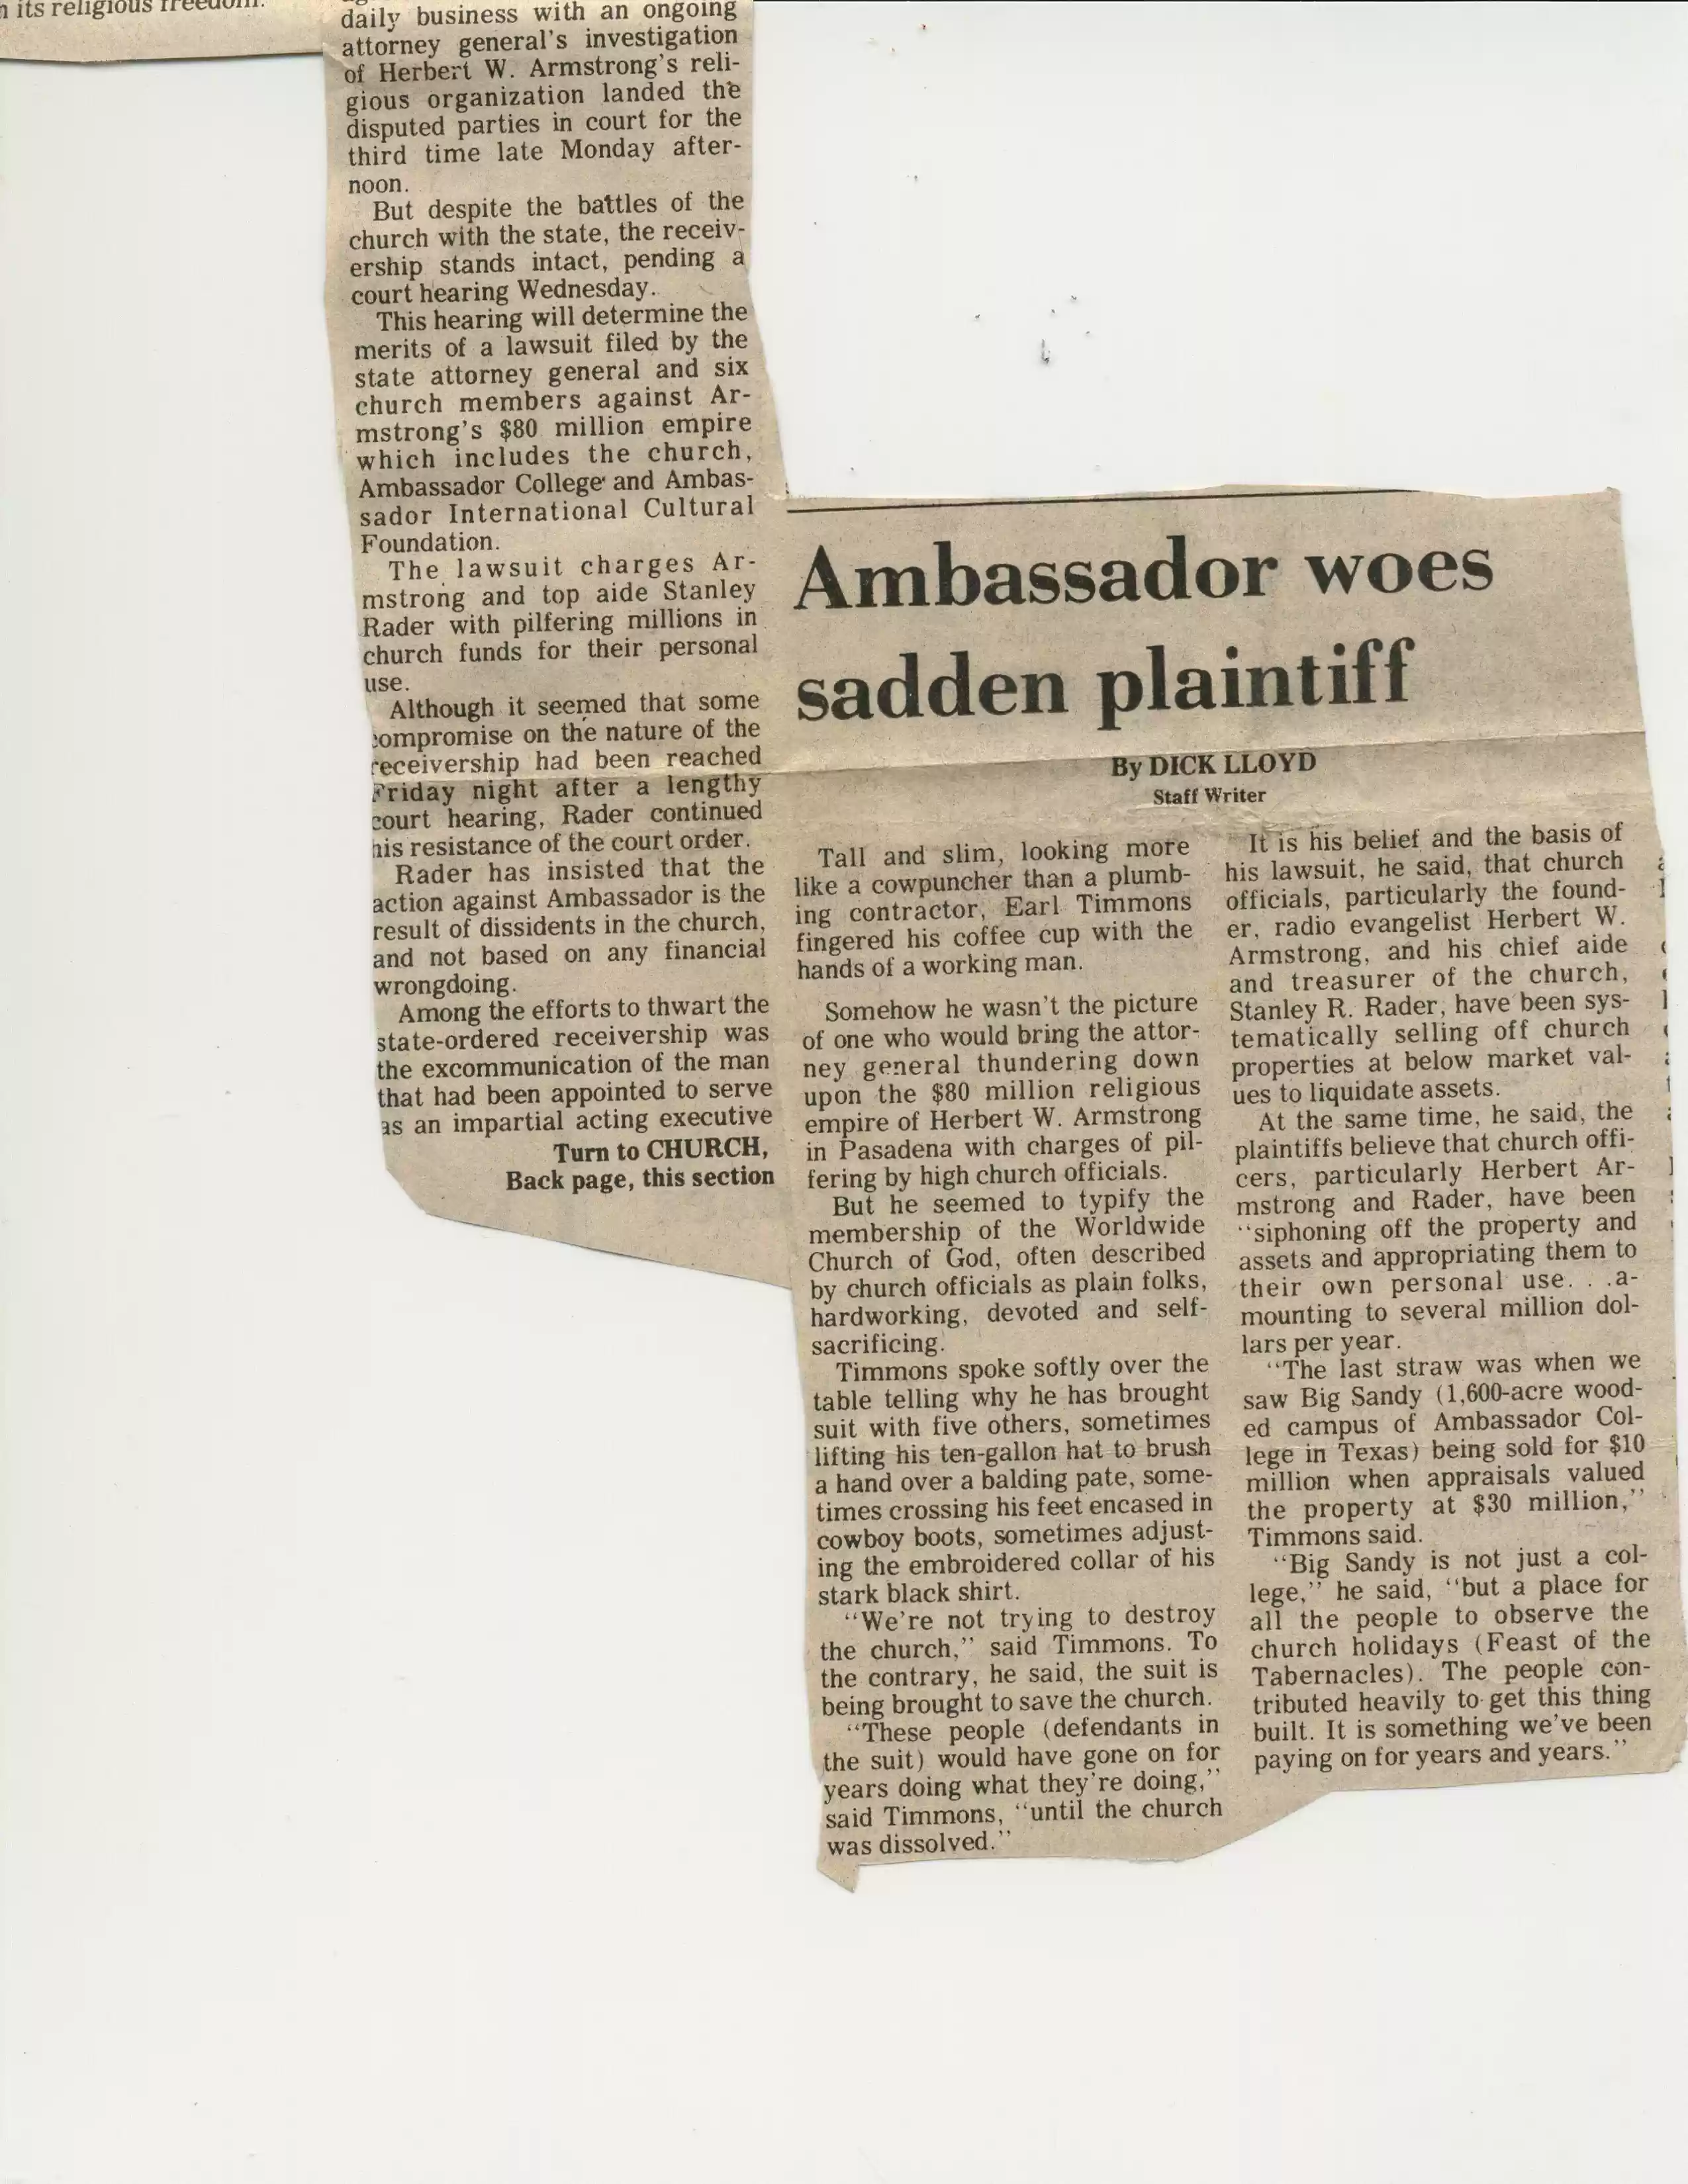 its religious freedom.
daily business with an ongoing
attorney general's investigation
of Herbert W. Armstrong's reli-
gious organization landed the
disputed parties in court for the
third time late Monday after-
noon.
But despite the battles of the
church with the state, the receiv-
ership stands intact, pending a
court hearing Wednesday.
This hearing will determine the
merits of a lawsuit filed by the
state attorney general and six
church members against Ar-
mstrong's $80 million empire
which includes the church,
Ambassador College and Ambas-
sador International Cultural
Foundation.
The lawsuit charges Ar-
mstrong and top aide Stanley
Rader with pilfering millions in
church funds for their personal
use.
Although it seemed that some
compromise on the nature of the
receivership had been reached
Friday night after a lengthy
court hearing, Rader continued
his resistance of the court order.
Rader has insisted that the
action against Ambassador is the
result of dissidents in the church,
and not based on any financial
wrongdoing.
Among the efforts to thwart the
state-ordered receivership was
the excommunication of the man
that had been appointed to serve
as an impartial acting executive
Turn to CHURCH,
Back page, this section
Ambassador woes
sadden plaintiff
By DICK LLOYD
Staff Writer
Tall and slim, looking more
like a cowpuncher than a plumb-
ing contractor, Earl Timmons
fingered his coffee cup with the
hands of a working man.
Somehow he wasn't the picture
of one who would bring the attor-
ney general thundering down
upon the $80 million religious
empire of Herbert W. Armstrong
in Pasadena with charges of pil-
fering by high church officials.
But he seemed to typify the
membership of the Worldwide
Church of God, often described
by church officials as plain folks,
hardworking, devoted and self-
sacrificing.
Timmons spoke softly over the
table telling why he has brought
suit with five others, sometimes
lifting his ten-gallon hat to brush
a hand over a balding pate, some-
times crossing his feet encased in
cowboy boots, sometimes adjust-
ing the embroidered collar of his
stark black shirt.
"We're not trying to destroy
the church," said Timmons. To
the contrary, he said, the suit is
being brought to save the church.
"These people (defendants in
the suit) would have gone on for
years doing what they're doing,"
said Timmons, "until the church
was dissolved."
It is his belief and the basis of
his lawsuit, he said, that church
officials, particularly the found-
er, radio evangelist Herbert W.
Armstrong, and his chief aide
and treasurer of the church,
Stanley R. Rader, have been sys-
tematically selling off church
properties at below market val-
ues to liquidate assets.
At the same time, he said, the
plaintiffs believe that church offi-
cers, particularly Herbert Ar-
mstrong and Rader, have been
"siphoning off the property and
assets and appropriating them to
their own personal use. . .a-
mounting to several million dol-
lars per year.
"The last straw was when we
saw Big Sandy (1,600-acre wood-
ed campus of Ambassador Col-
lege in Texas) being sold for $10
million when appraisals valued
the property at $30 million,"
Timmons said.
"Big Sandy is not just a col-
lege," he said, "but a place for
all the people to observe the
church holidays (Feast of the
Tabernacles). The people con-
tributed heavily to get this thing
built. It is something we've been
paying on for years and years."